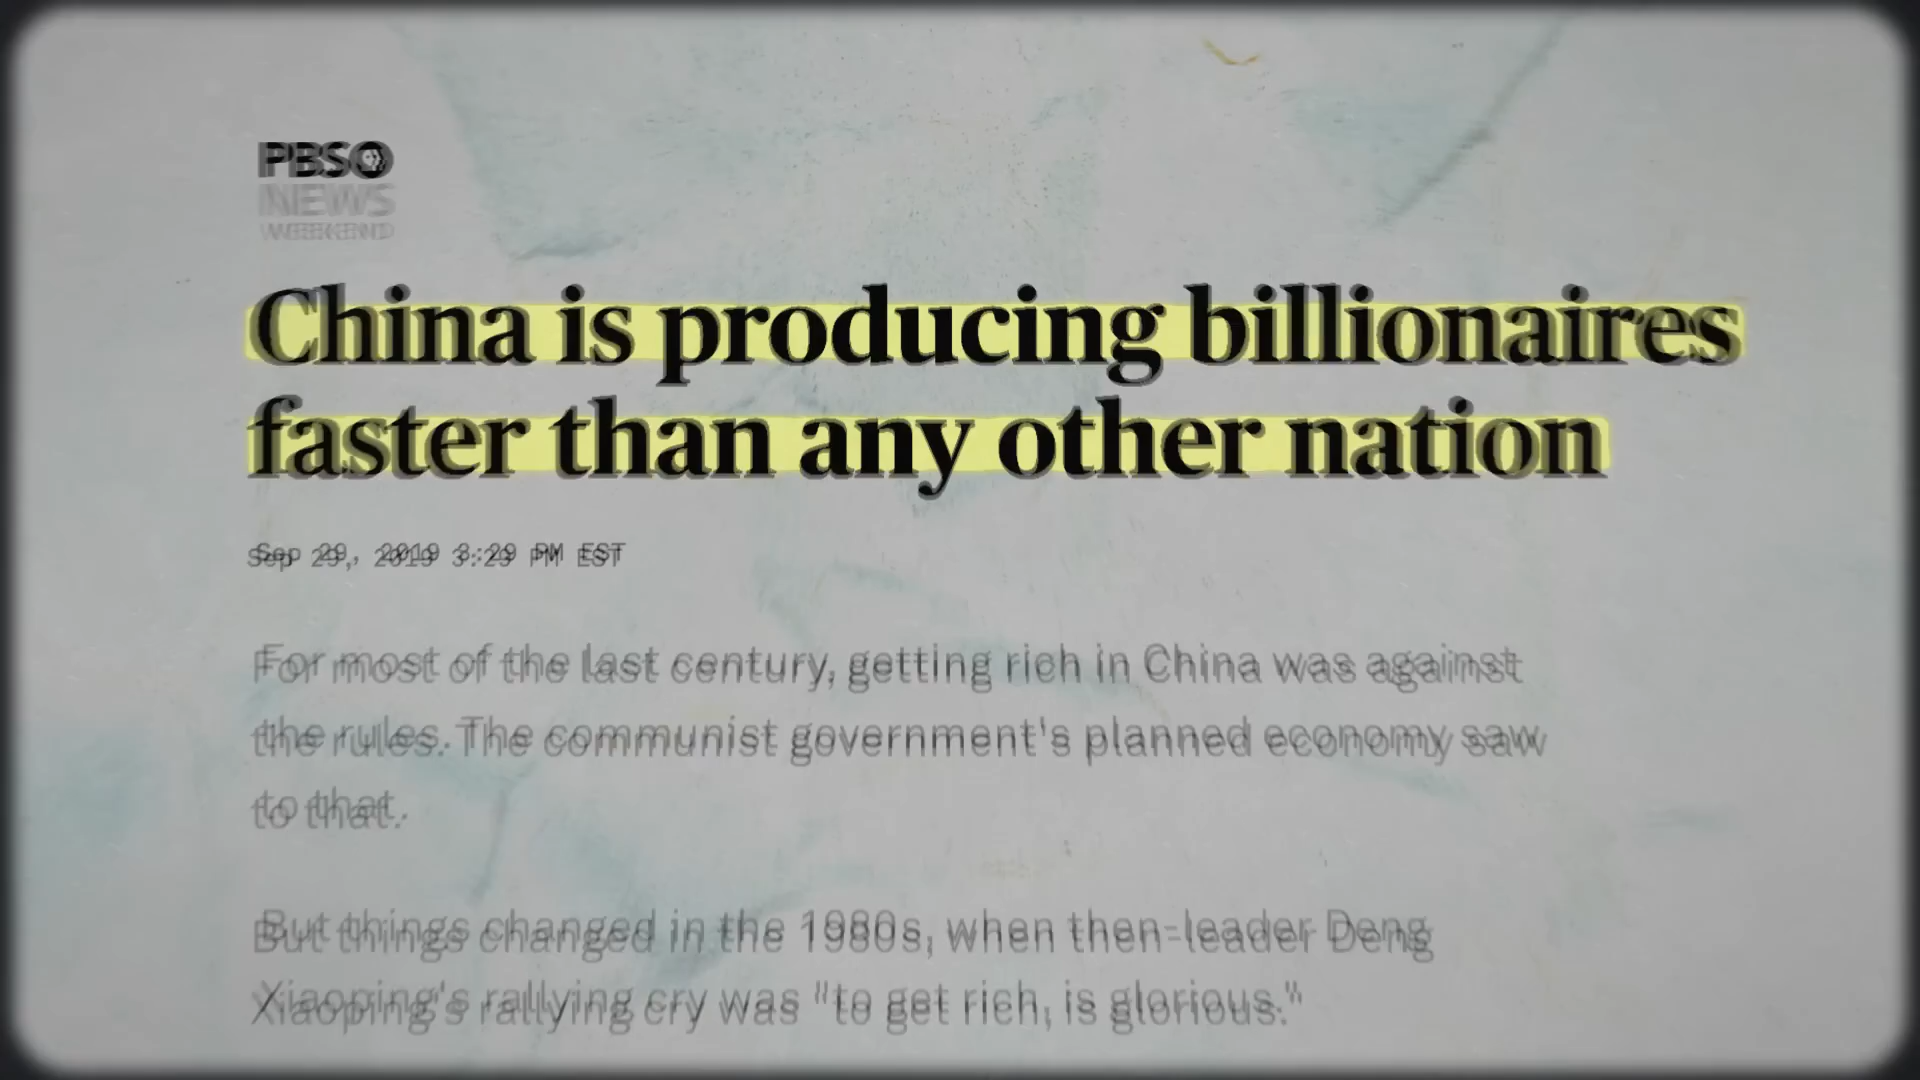 PBS
NEWS
WEEKEND
China is producing billionaires
faster than any other nation
Sep 29, 2019 3:29 PM EST
For most of the last century, getting rich in China was against
the rules. The communist government's planned economy saw
to that.
But things changed in the 1980s, when then-leader Deng
Xiaoping's rallying cry was "to get rich, is glorious."